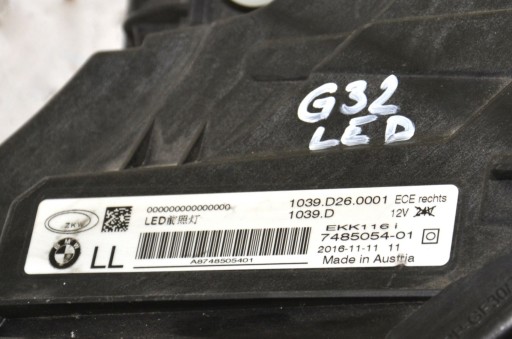 G32
LED
000000000000000
LED前照灯
1039.D26.0001 ECE rechts
1039.D 12V 24V
EKK116 i
7485054-01
2016-11-11 11
Made in Austria
ZKW
BMW
LL
A8748505401